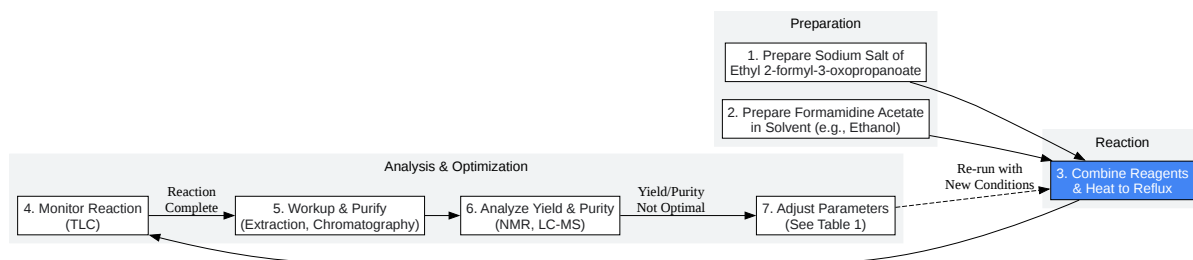 Preparation
1. Prepare Sodium Salt of
Ethyl 2-formyl-3-oxopropanoate
2. Prepare Formamidine Acetate
in Solvent (e.g., Ethanol)
Reaction
3. Combine Reagents
& Heat to Reflux
Analysis & Optimization
4. Monitor Reaction
(TLC)
Reaction
Complete
5. Workup & Purify
(Extraction, Chromatography)
6. Analyze Yield & Purity
(NMR, LC-MS)
Yield/Purity
Not Optimal
7. Adjust Parameters
(See Table 1)
Re-run with
New Conditions